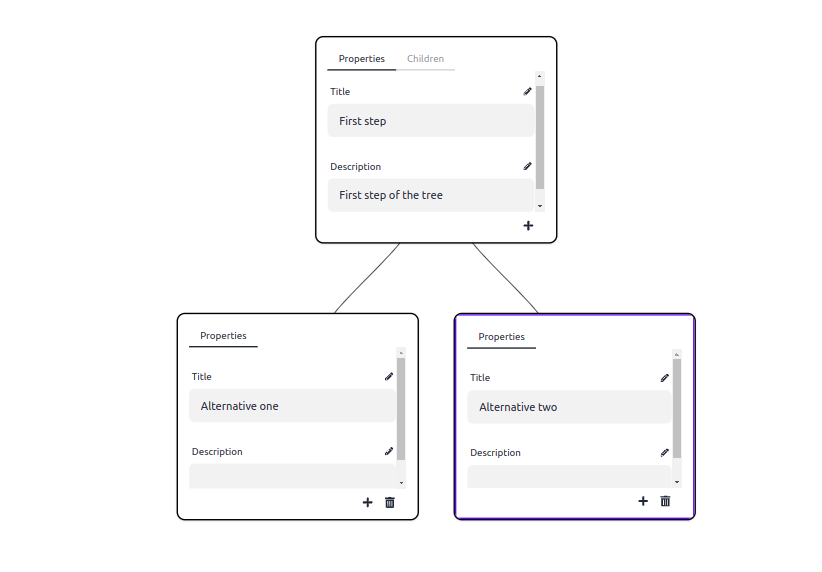 Properties Children
Title
First step
Description
First step of the tree
Properties
Title
Alternative one
Description
Properties
Title
Alternative two
Description